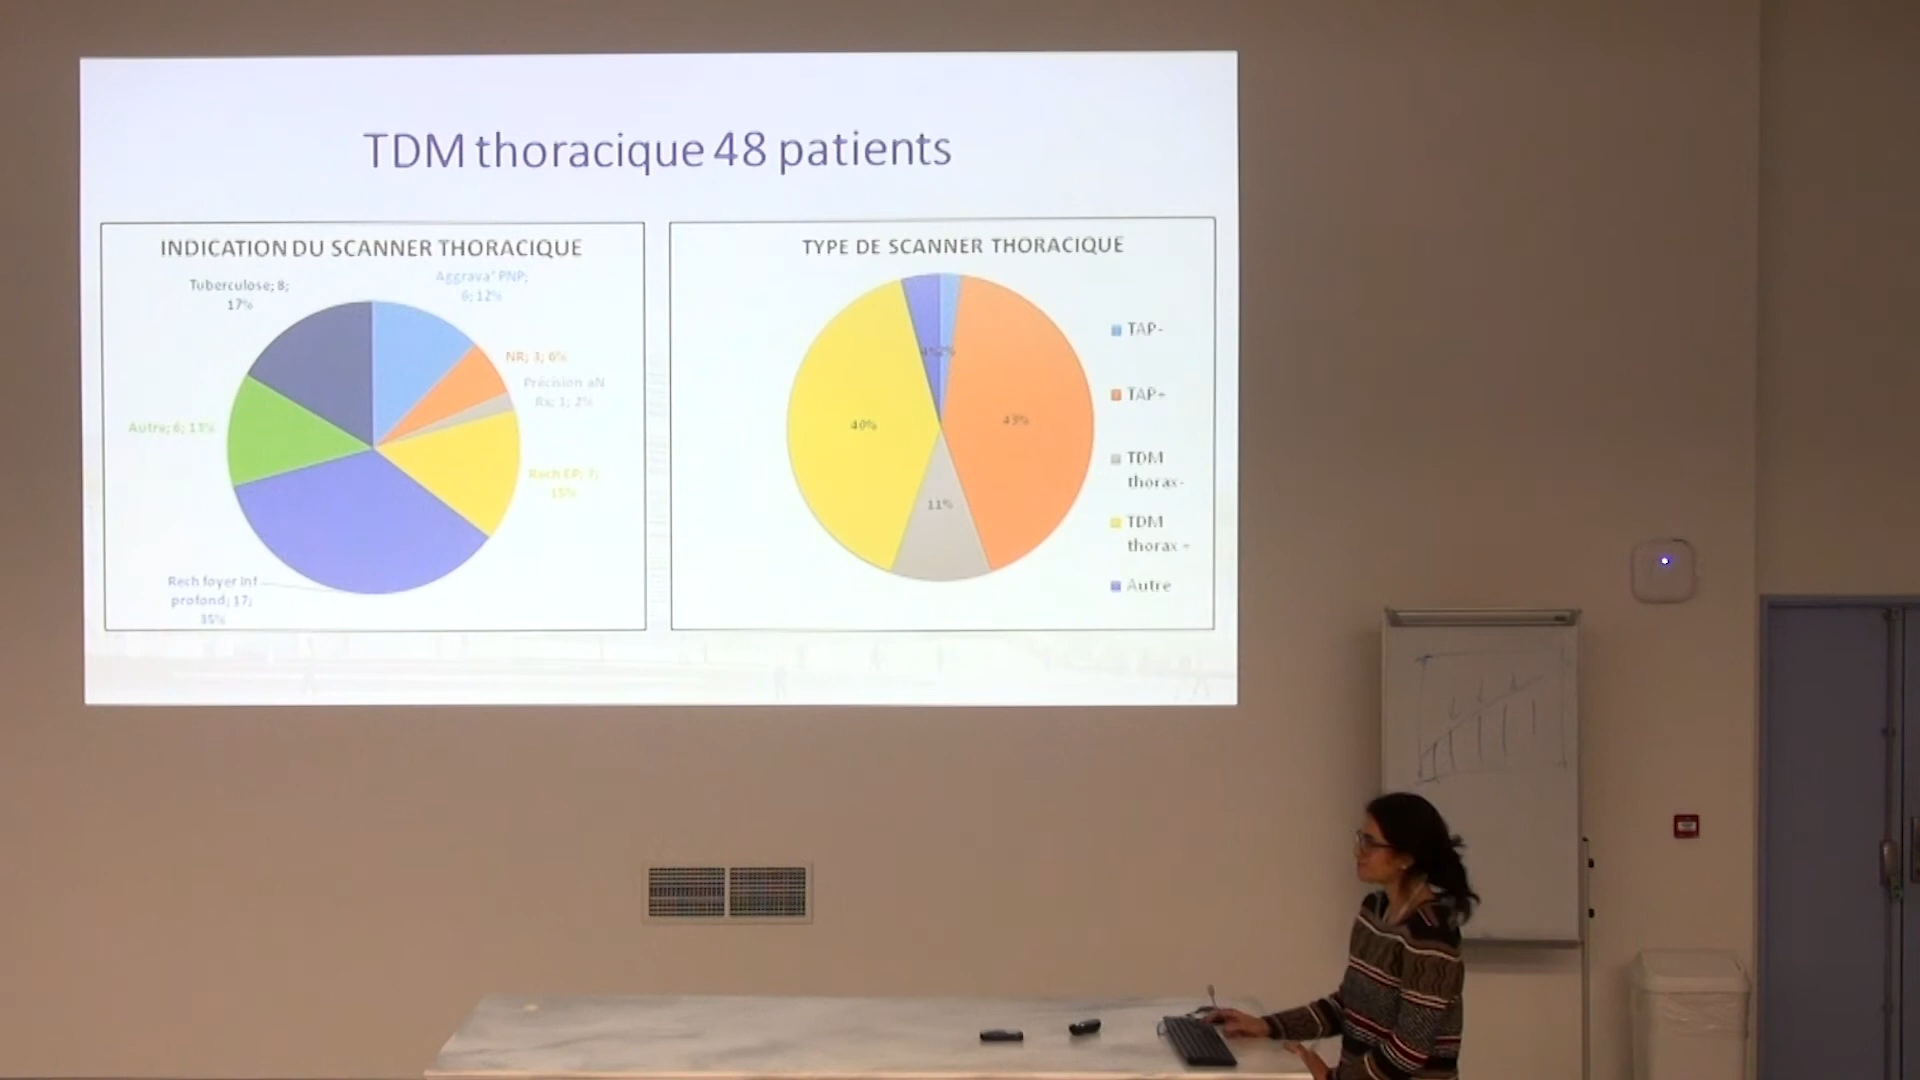 TDM thoracique 48 patients
INDICATION DU SCANNER THORACIQUE
Tuberculose; 8;
17%
Aggrava° PNP;
6; 12%
NR; 3; 6%
Précision aN
Rx; 1; 2%
Rech EP; 7;
15%
Rech foyer inf
profond; 17;
35%
Autre; 6; 13%
TYPE DE SCANNER THORACIQUE
4%
2%
43%
11%
40%
TAP-
TAP+
TDM
thorax-
TDM
thorax +
Autre